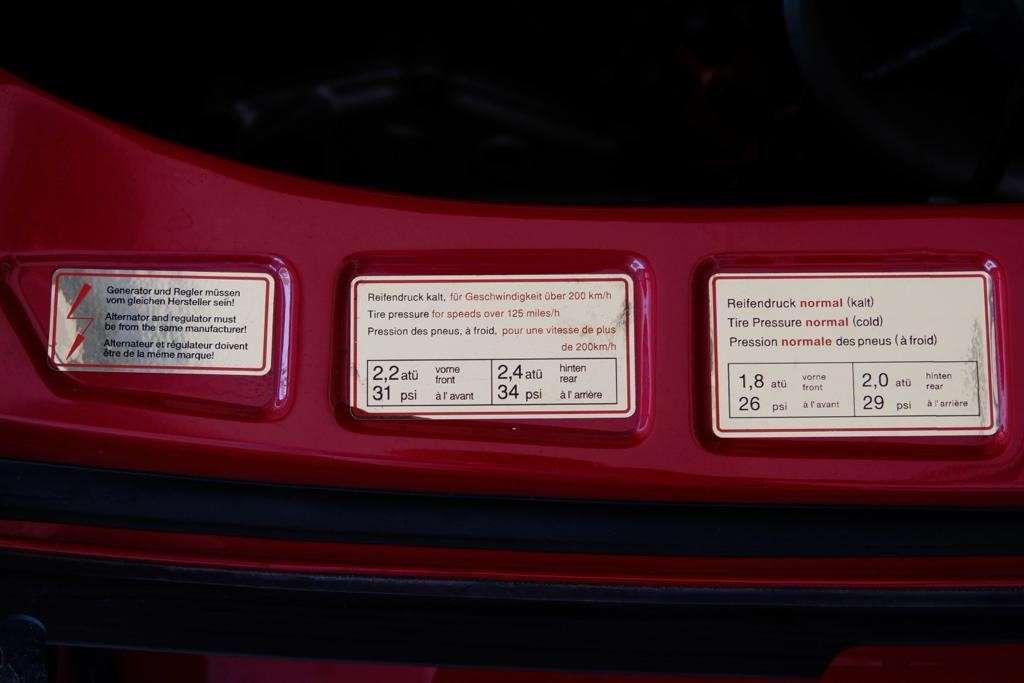 Generator und Regler müssen
vom gleichen Hersteller sein!
Alternator and regulator must
be from the same manufacturer!
Alternateur et régulateur doivent
être de la même marque!
Reifendruck kalt, für Geschwindigkeit über 200 km/h
Tire pressure for speeds over 125 miles/h
Pression des pneus, à froid, pour une vitesse de plus
de 200km/h
2,2 atü vorne 2,4 atü hinten
front rear
31 psi à l'avant 34 psi à l'arrière
Reifendruck normal (kalt)
Tire Pressure normal (cold)
Pression normale des pneus (à froid)
1,8 atü vorne 2,0 atü hinten
front rear
26 psi à l'avant 29 psi à l'arrière